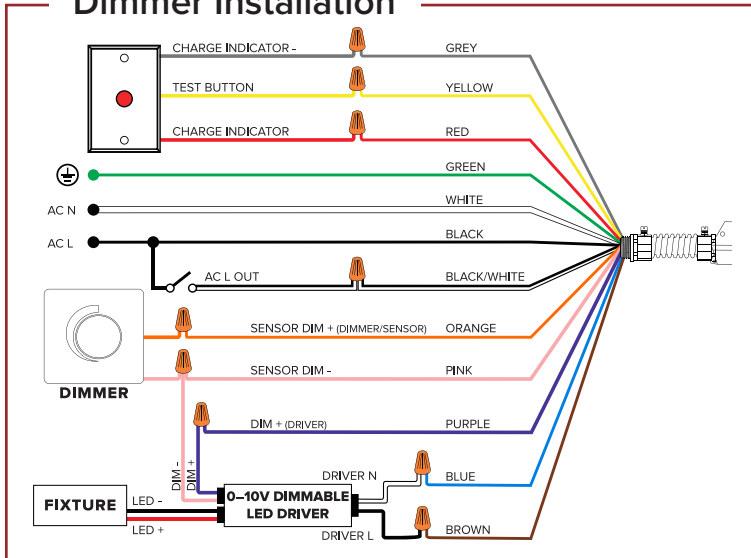 Dimmer Installation
CHARGE INDICATOR - GREY
TEST BUTTON YELLOW
CHARGE INDICATOR RED
GREEN
WHITE
AC N
AC L
BLACK
AC L OUT BLACK/WHITE
SENSOR DIM + (DIMMER/SENSOR) ORANGE
SENSOR DIM - PINK
DIMMER
DIM + (DRIVER) PURPLE
DIM -
DIM +
DRIVER N BLUE
FIXTURE
LED -
LED +
0–10V DIMMABLE
LED DRIVER
DRIVER L BROWN